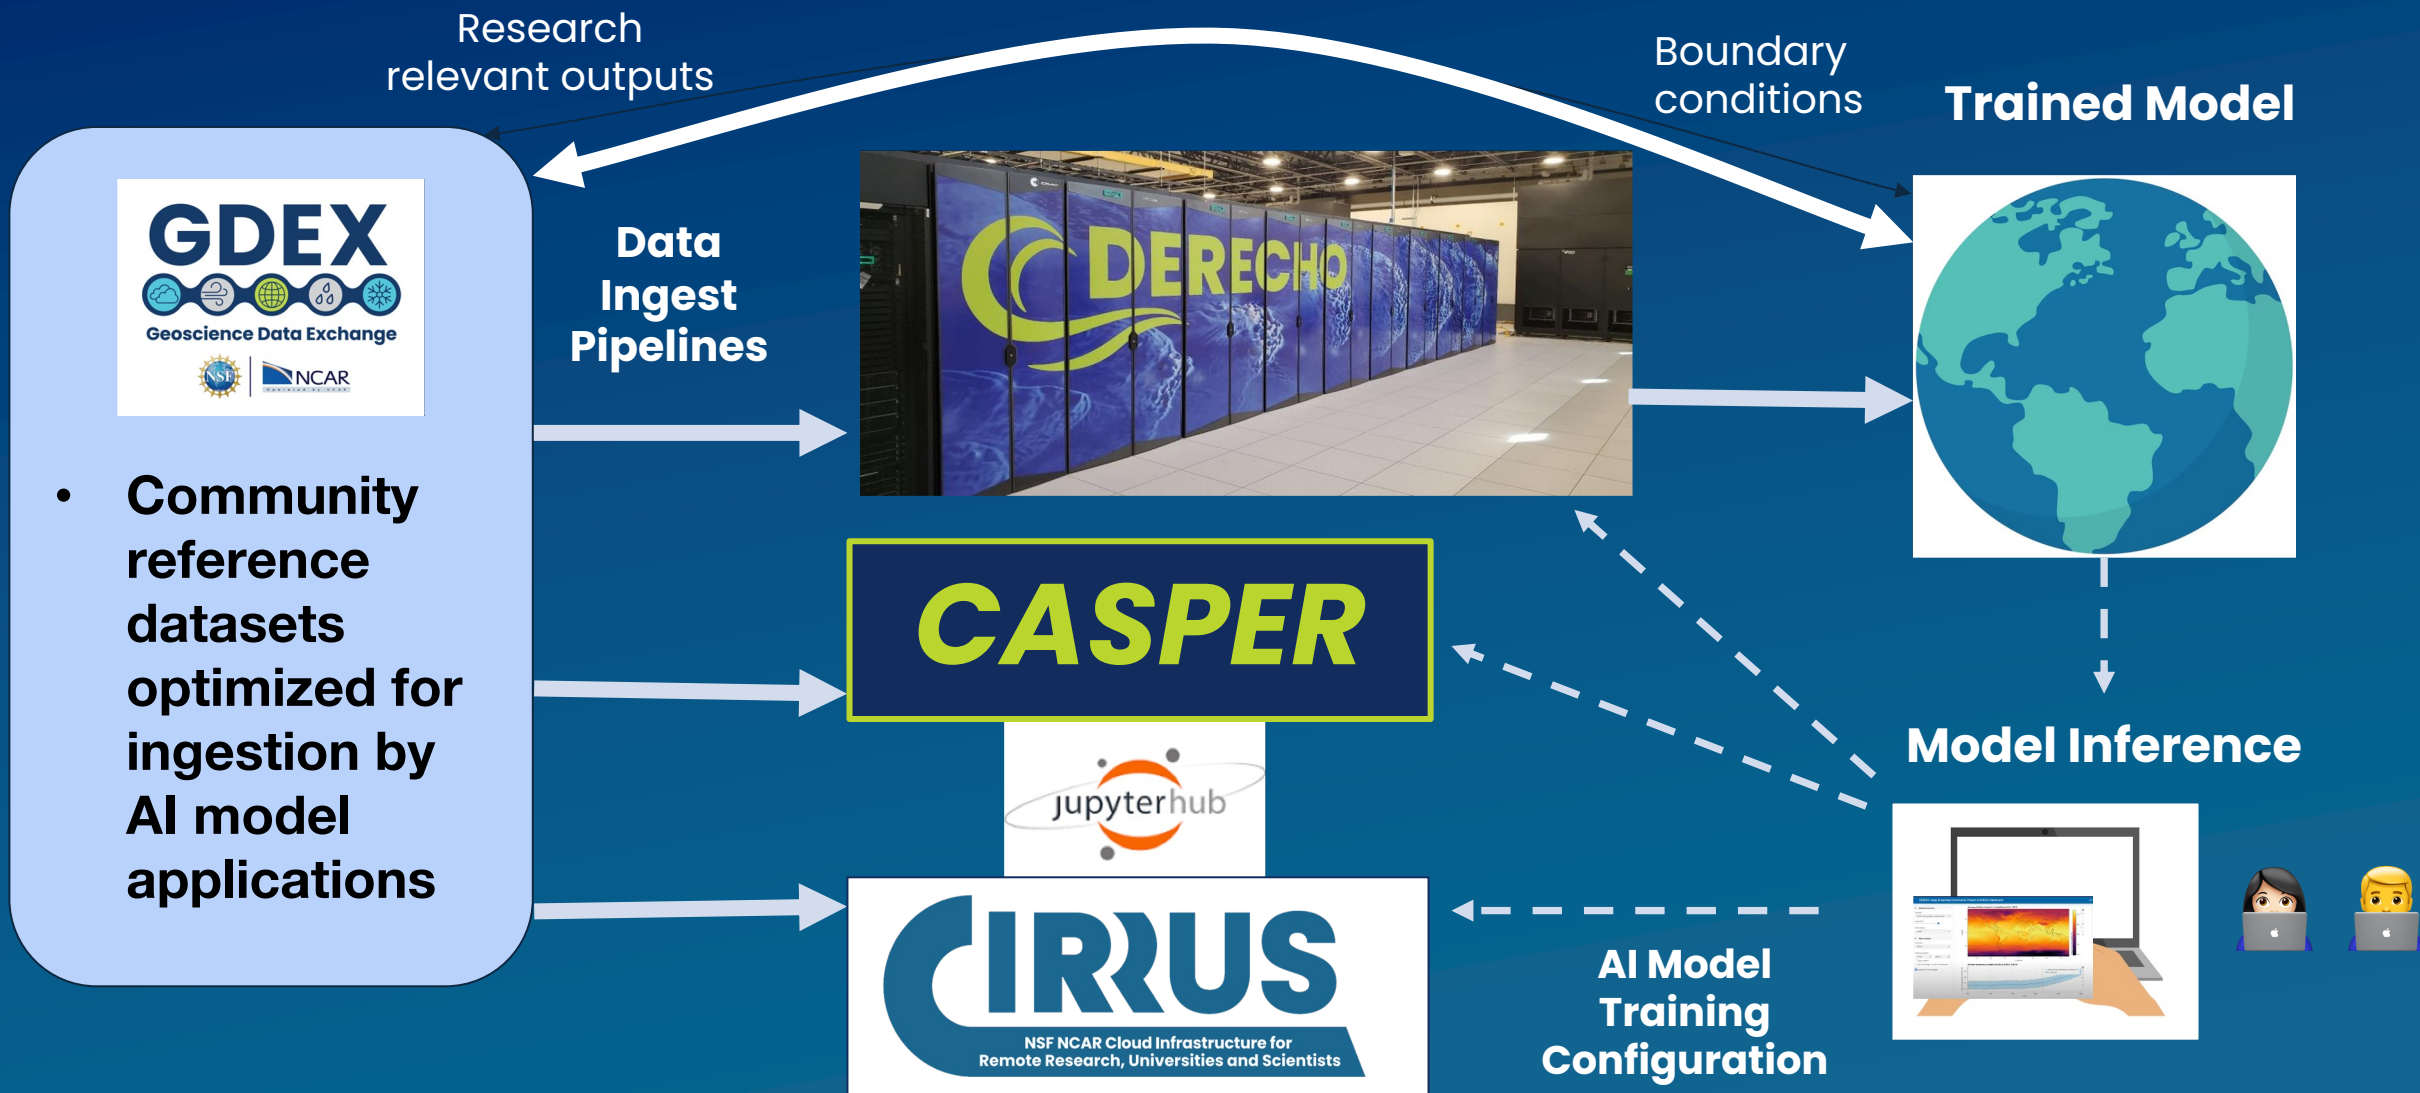 Research
relevant outputs
Boundary
conditions
Trained Model
GDEX
Geoscience Data Exchange
NSF
NCAR
Data
Ingest
Pipelines
DERECHO
• Community
reference
datasets
optimized for
ingestion by
AI model
applications
CASPER
jupyterhub
Model Inference
CIRRUS
NSF NCAR Cloud Infrastructure for
Remote Research, Universities and Scientists
AI Model
Training
Configuration